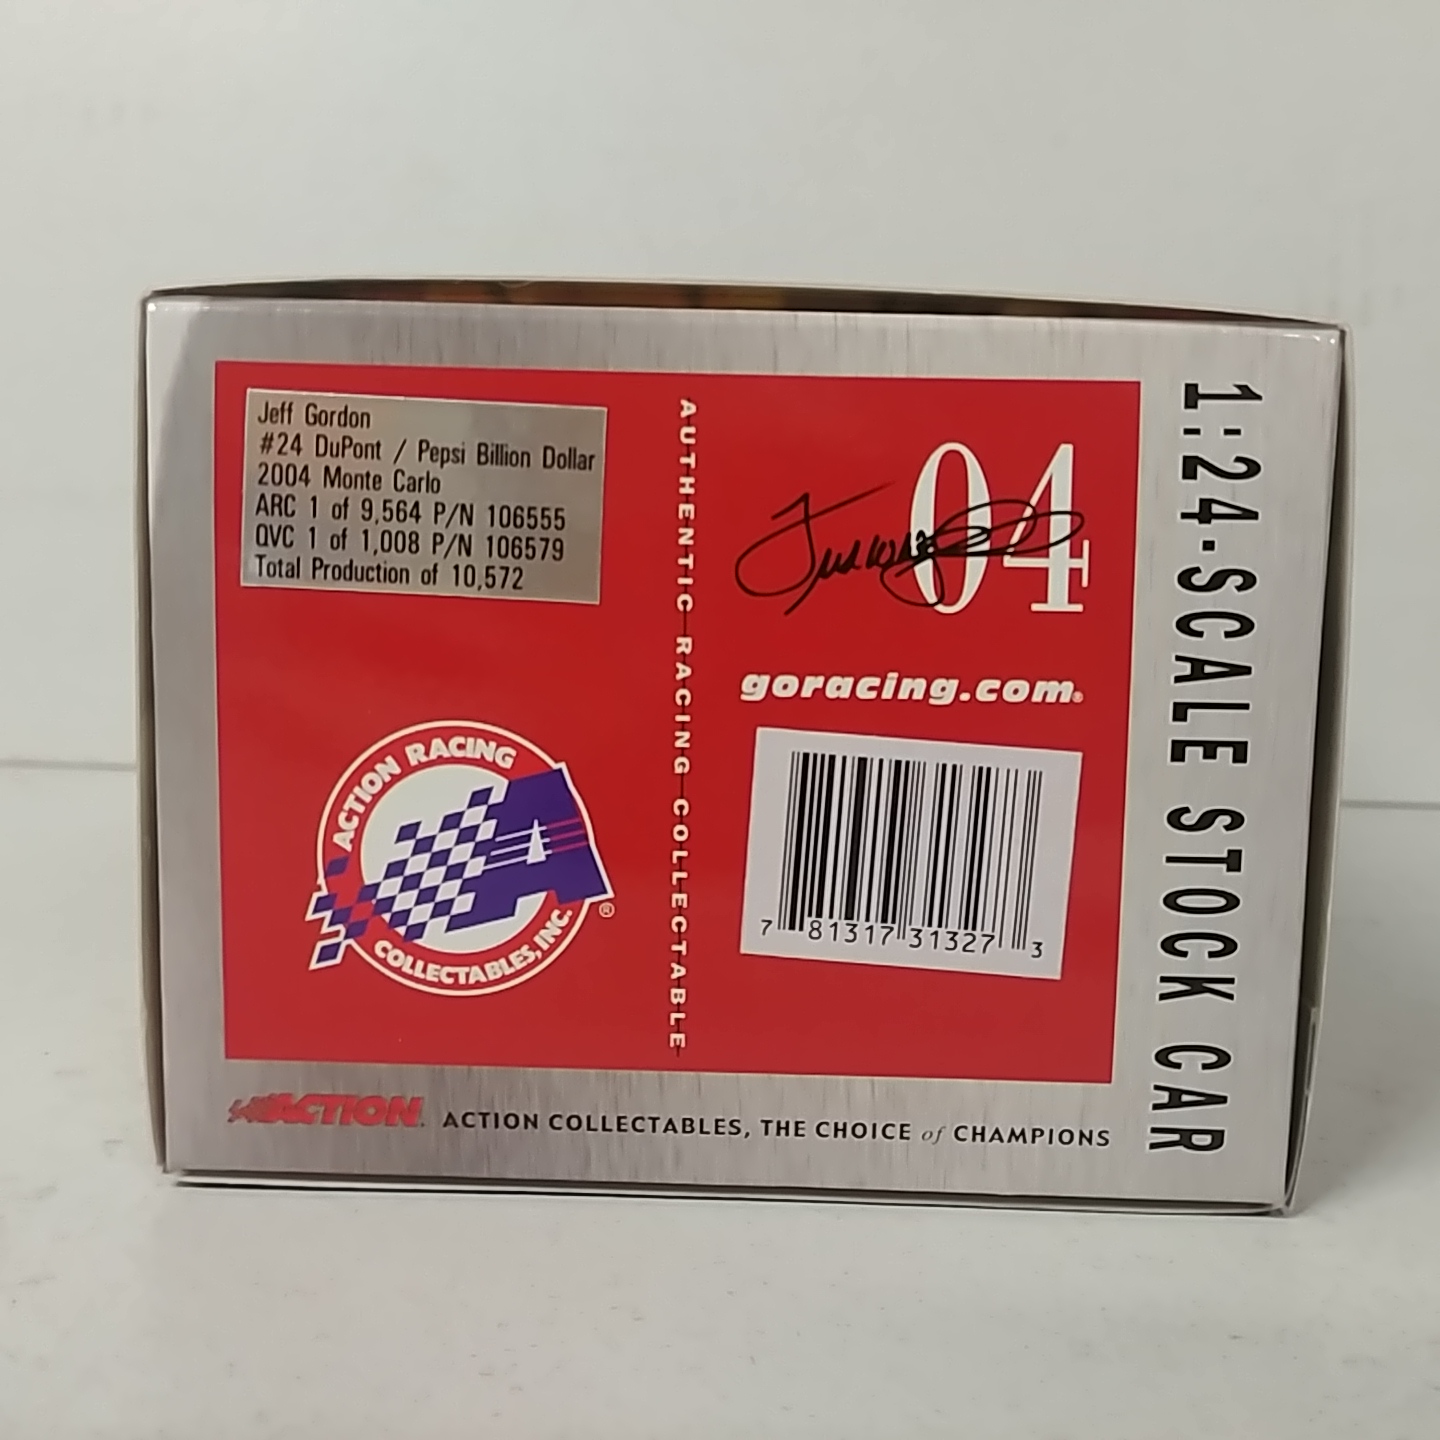 Jeff Gordon
#24 DuPont / Pepsi Billion Dollar
2004 Monte Carlo
ARC 1 of 9,564 P/N 106555
QVC 1 of 1,008 P/N 106579
Total Production of 10,572
ACTION RACING
COLLECTABLES, INC.®
AUTHENTIC RACING COLLECTABLE
04
goracing.com®
7 81317 31327 3
1:24-SCALE STOCK CAR
ACTION. ACTION COLLECTABLES, THE CHOICE of CHAMPIONS